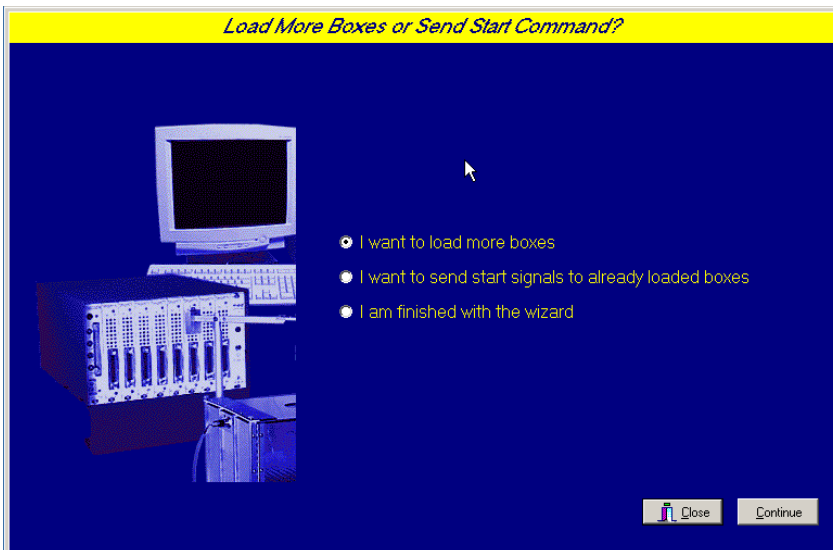 Load More Boxes or Send Start Command?
I want to load more boxes
I want to send start signals to already loaded boxes
I am finished with the wizard
Close
Continue